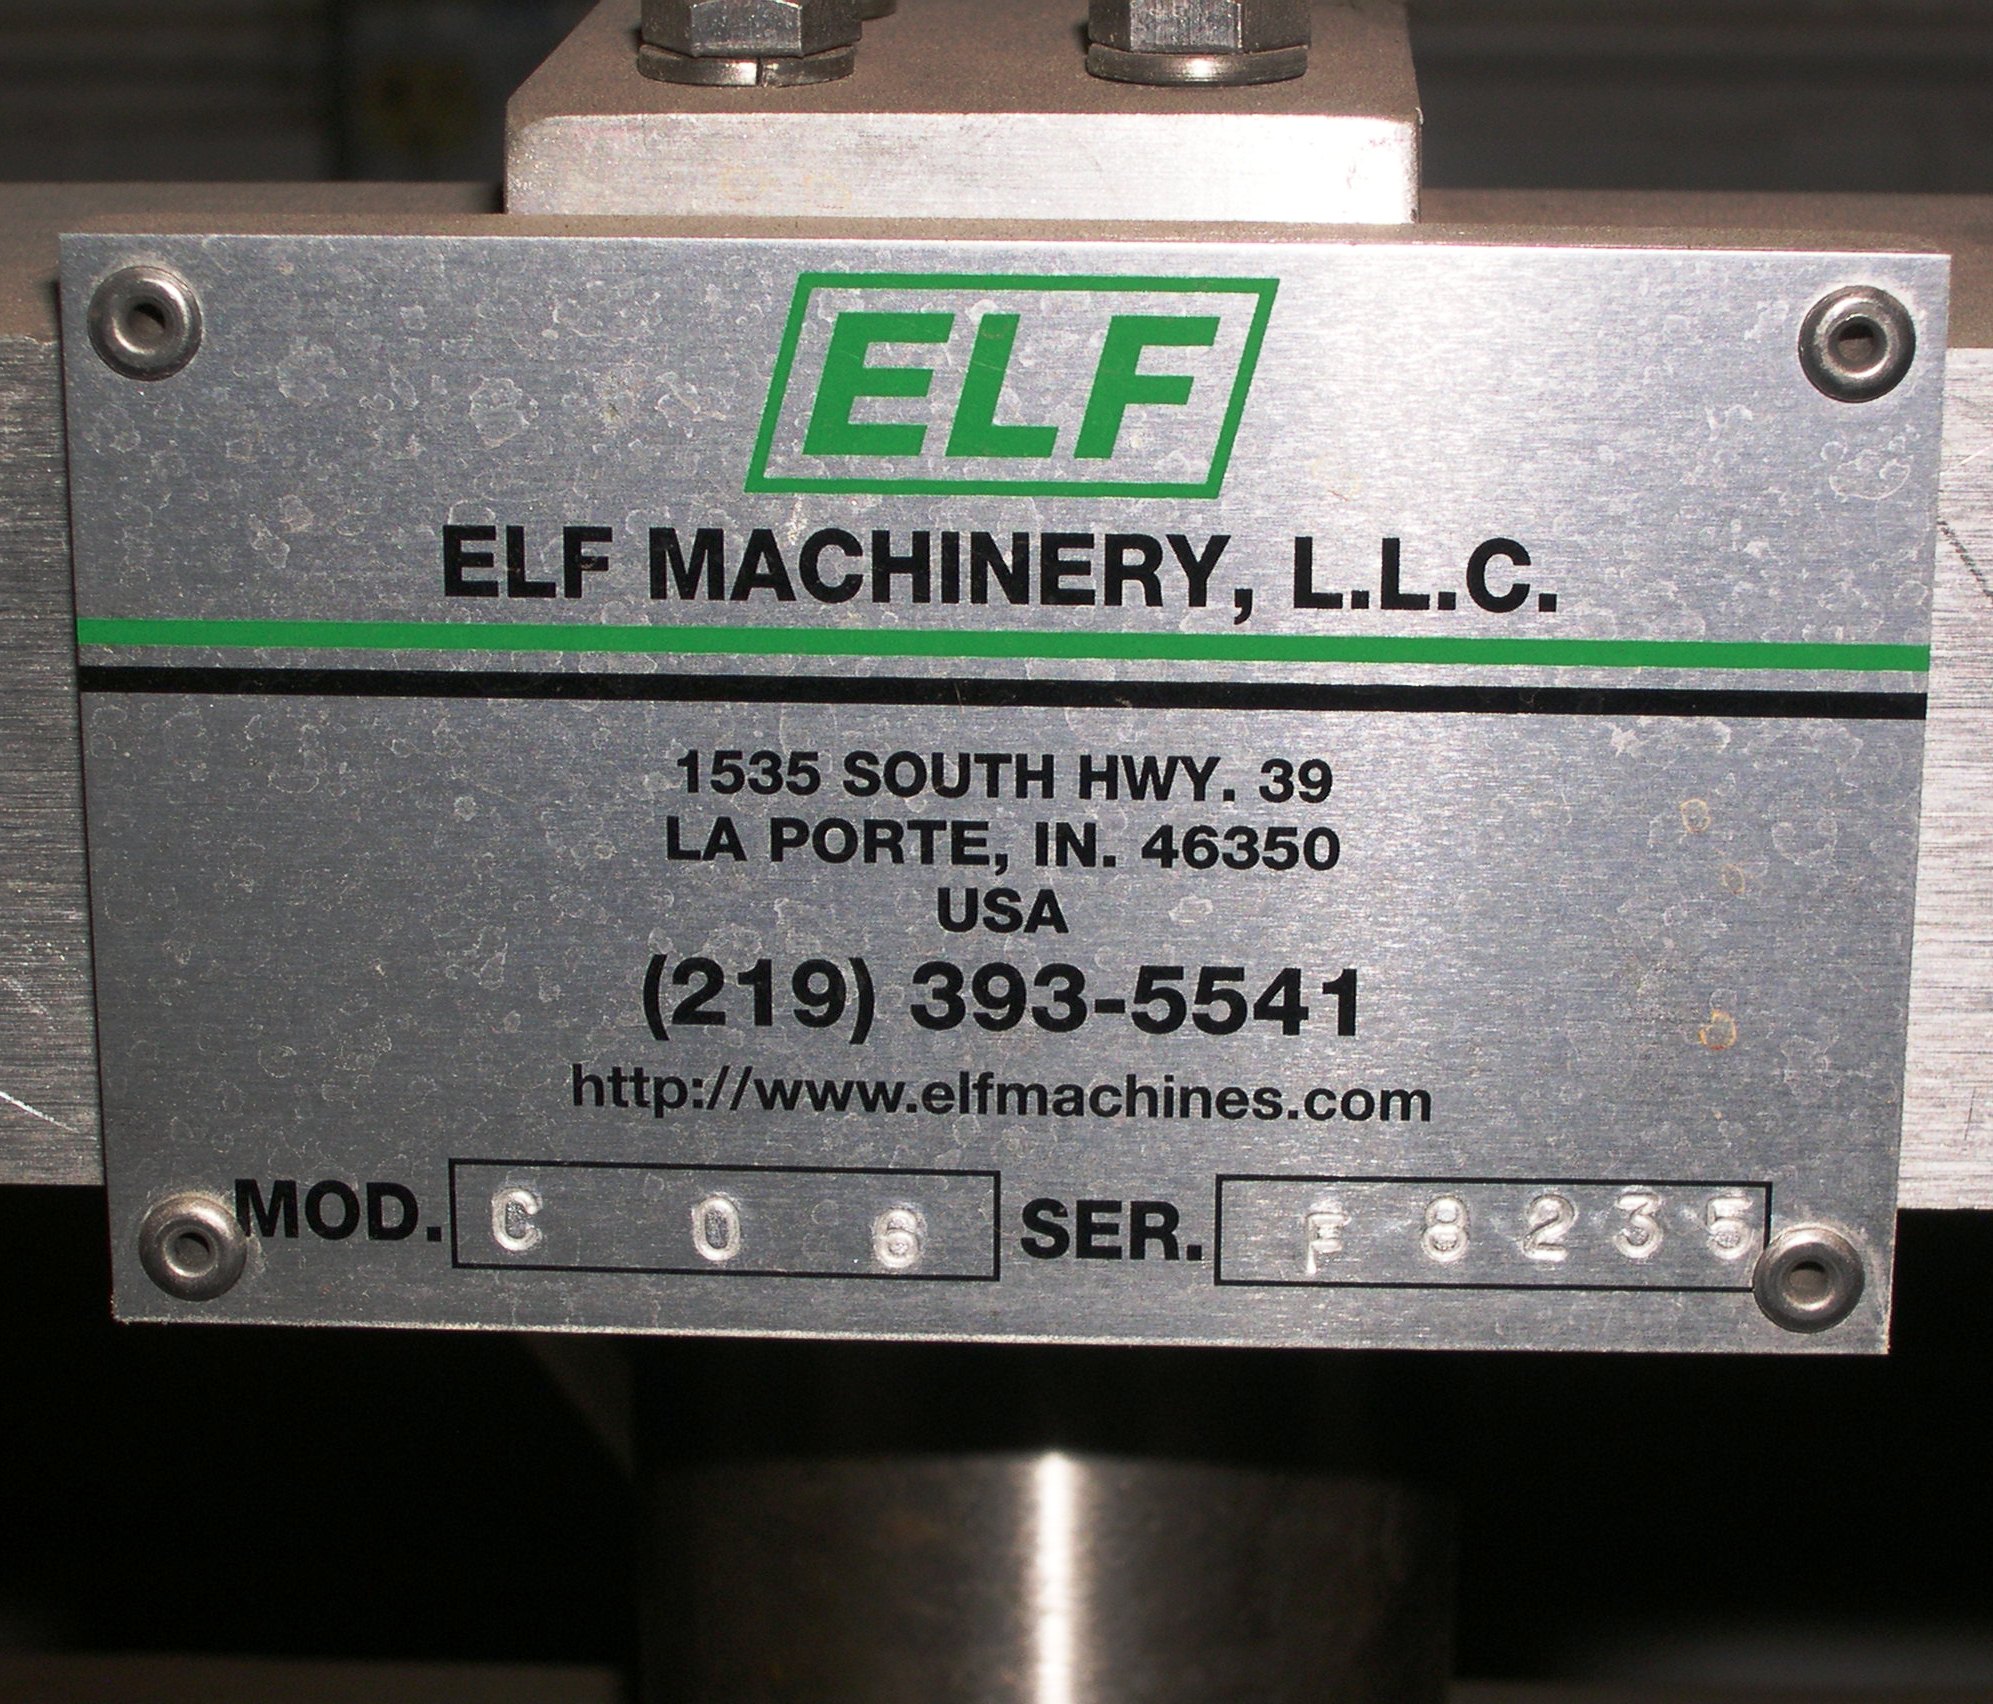 ELF
ELF MACHINERY, L.L.C.
1535 SOUTH HWY. 39
LA PORTE, IN. 46350
USA
(219) 393-5541
http://www.elfmachines.com
MOD. C 0 6 SER. F 8 2 3 5